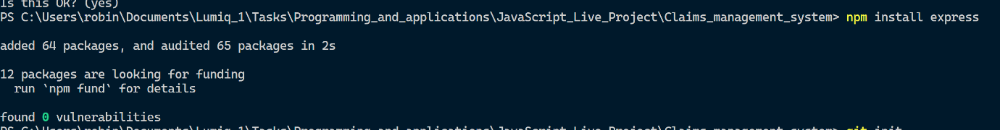 Is this OK? (yes)
PS C:\Users\robin\Documents\Lumiq_1\Tasks\Programming_and_applications\JavaScript_Live_Project\Claims_management_system> npm install express
added 64 packages, and audited 65 packages in 2s
12 packages are looking for funding
  run `npm fund` for details
found 0 vulnerabilities
PS C:\Users\robin\Documents\Lumiq_1\Tasks\Programming_and_applications\JavaScript_Live_Project\Claims_management_system> git init